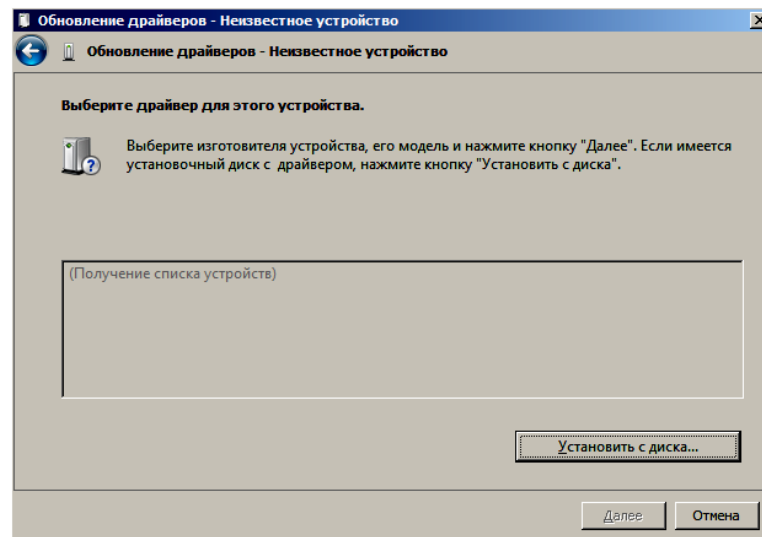 Обновление драйверов - Неизвестное устройство
Обновление драйверов - Неизвестное устройство
Выберите драйвер для этого устройства.
Выберите изготовителя устройства, его модель и нажмите кнопку "Далее". Если имеется
установочный диск с драйвером, нажмите кнопку "Установить с диска".
(Получение списка устройств)
Установить с диска...
Далее
Отмена